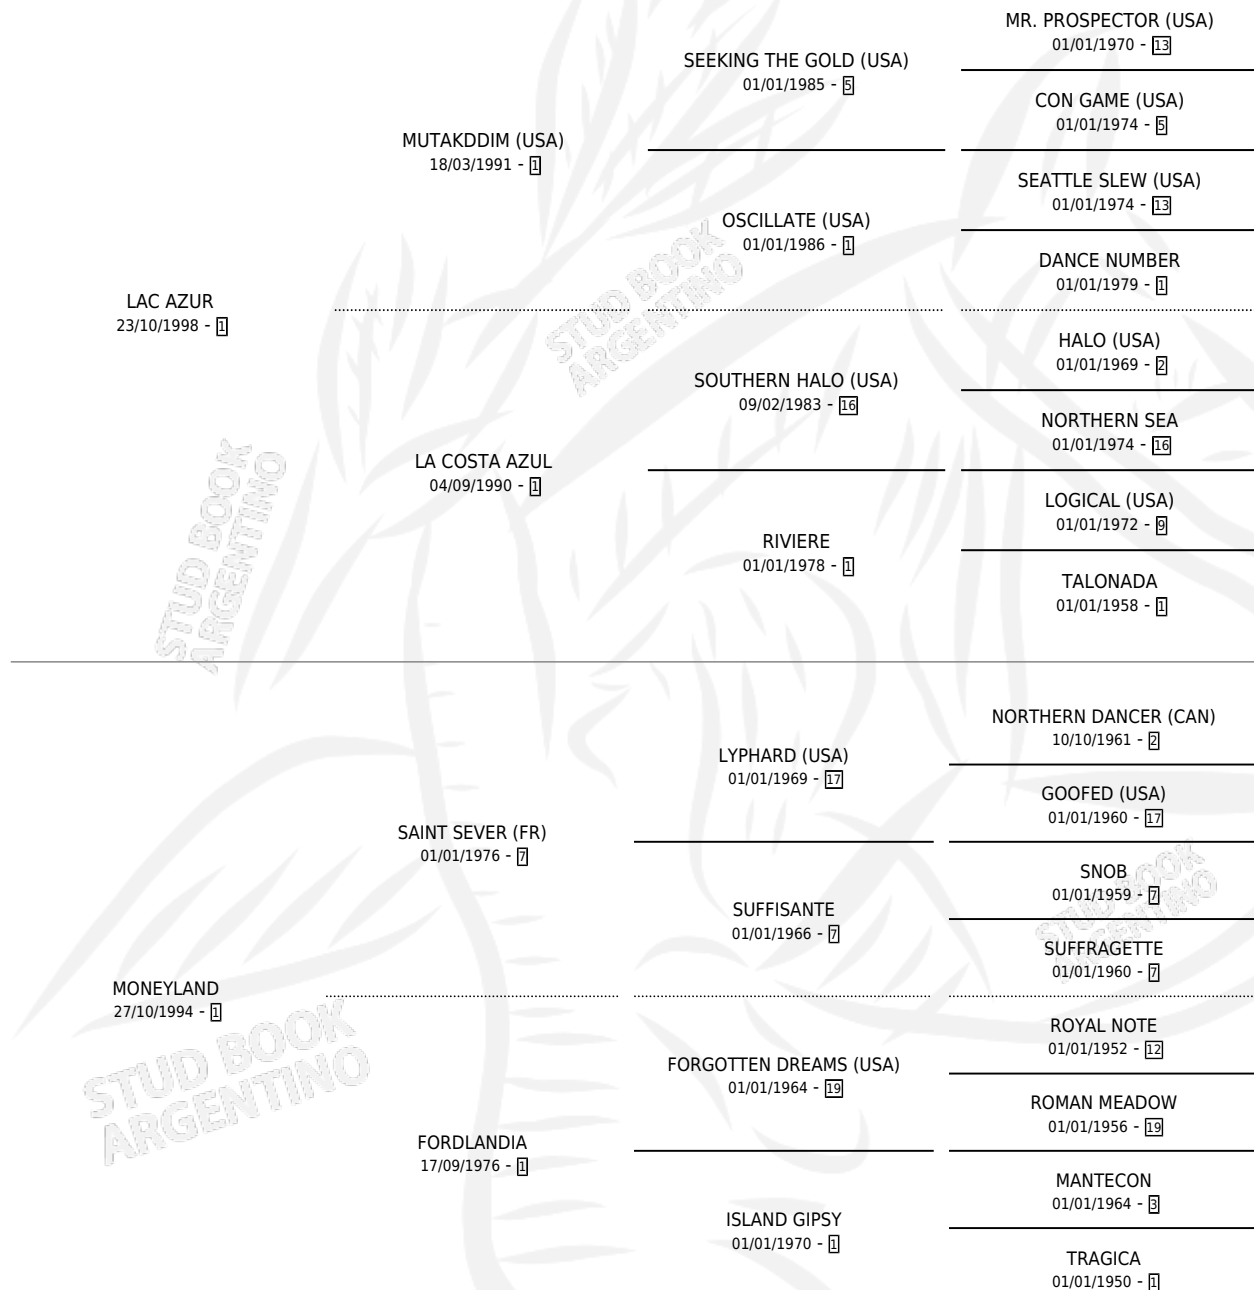 MR. PROSPECTOR (USA)
01/01/1970 - 13
SEEKING THE GOLD (USA)
01/01/1985 - 5
CON GAME (USA)
01/01/1974 - 5
MUTAKDDIM (USA)
18/03/1991 - 1
SEATTLE SLEW (USA)
01/01/1974 - 13
OSCILLATE (USA)
01/01/1986 - 1
DANCE NUMBER
01/01/1979 - 1
LAC AZUR
23/10/1998 - 1
HALO (USA)
01/01/1969 - 2
SOUTHERN HALO (USA)
09/02/1983 - 16
NORTHERN SEA
01/01/1974 - 16
LA COSTA AZUL
04/09/1990 - 1
LOGICAL (USA)
01/01/1972 - 9
RIVIERE
01/01/1978 - 1
TALONADA
01/01/1958 - 1
NORTHERN DANCER (CAN)
10/10/1961 - 2
LYPHARD (USA)
01/01/1969 - 17
GOOFED (USA)
01/01/1960 - 17
SAINT SEVER (FR)
01/01/1976 - 7
SNOB
01/01/1959 - 7
SUFFISANTE
01/01/1966 - 7
SUFFRAGETTE
01/01/1960 - 7
MONEYLAND
27/10/1994 - 1
ROYAL NOTE
01/01/1952 - 12
FORGOTTEN DREAMS (USA)
01/01/1964 - 19
ROMAN MEADOW
01/01/1956 - 19
FORDLANDIA
17/09/1976 - 1
MANTECON
01/01/1964 - 3
ISLAND GIPSY
01/01/1970 - 1
TRAGICA
01/01/1950 - 1
STUD BOOK
ARGENTINO
STUD BOOK
ARGENTINO
STUD BOOK
ARGENTINO
STUD BOOK
ARGENTINO